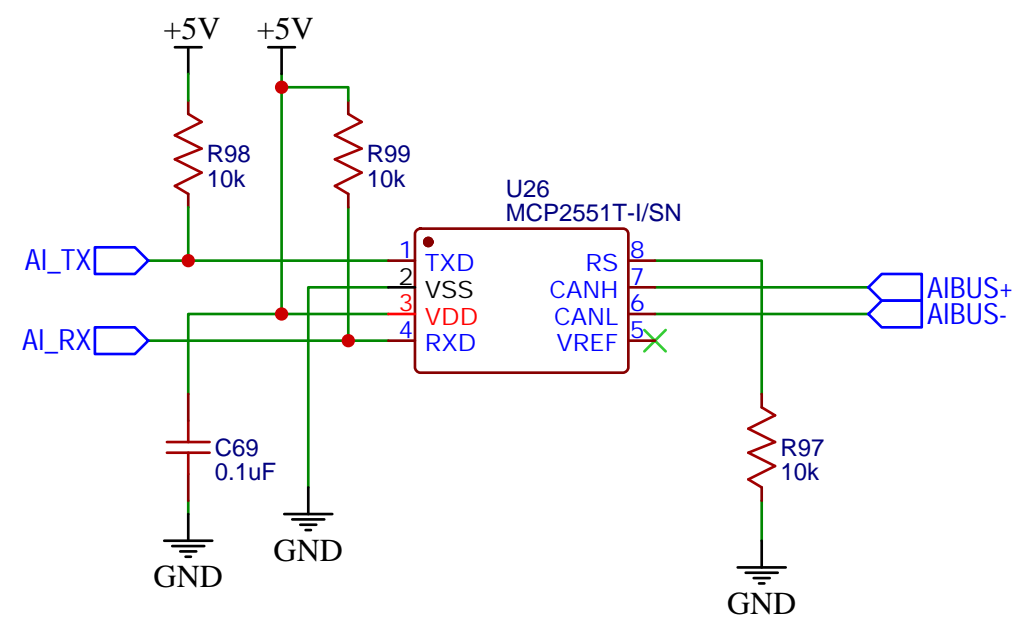 +5V
+5V
R98
10k
R99
10k
U26
MCP2551T-I/SN
AI_TX
1
TXD
2
VSS
3
VDD
4
RXD
AI_RX
RS
8
CANH
7
CANL
6
VREF
5
AIBUS+
AIBUS-
C69
0.1uF
R97
10k
GND
GND
GND